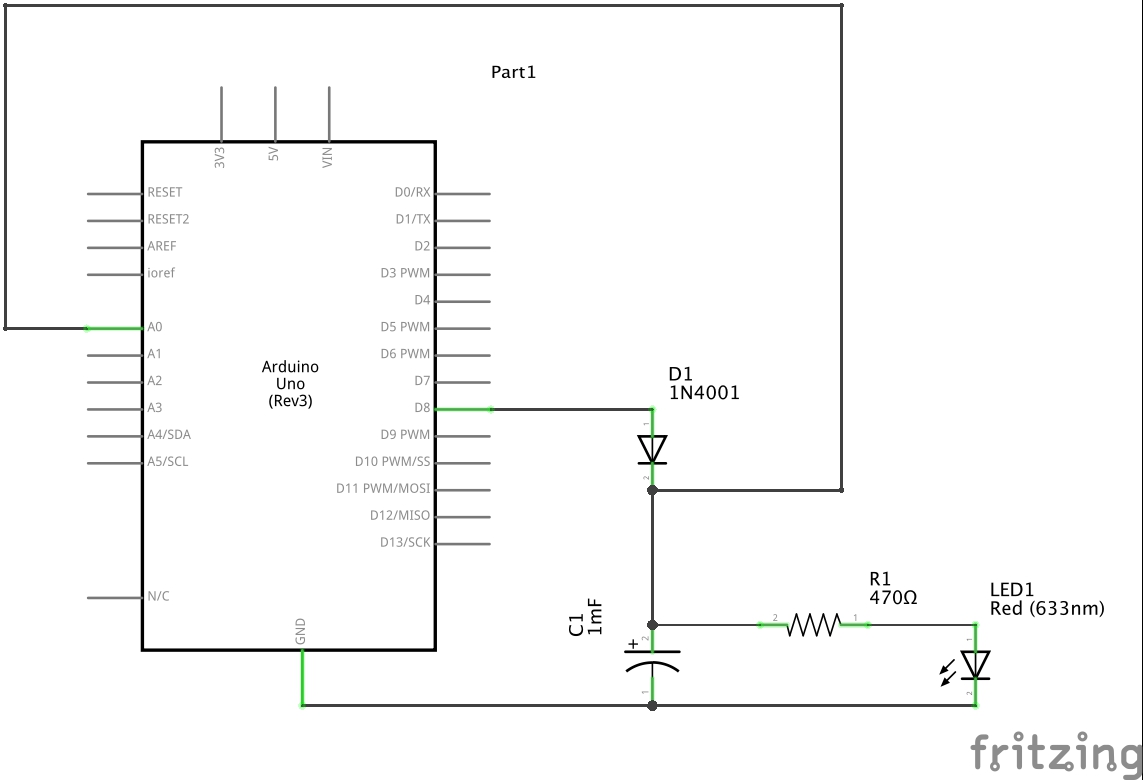 Part1
3V3
5V
VIN
RESET
RESET2
AREF
ioref
A0
A1
A2
A3
A4/SDA
A5/SCL
N/C
Arduino
Uno
(Rev3)
D0/RX
D1/TX
D2
D3 PWM
D4
D5 PWM
D6 PWM
D7
D8
D9 PWM
D10 PWM/SS
D11 PWM/MOSI
D12/MISO
D13/SCK
GND
D1
1N4001
1
2
C1
1mF
+
2
1
R1
470Ω
2
1
LED1
Red (633nm)
1
2
fritzing